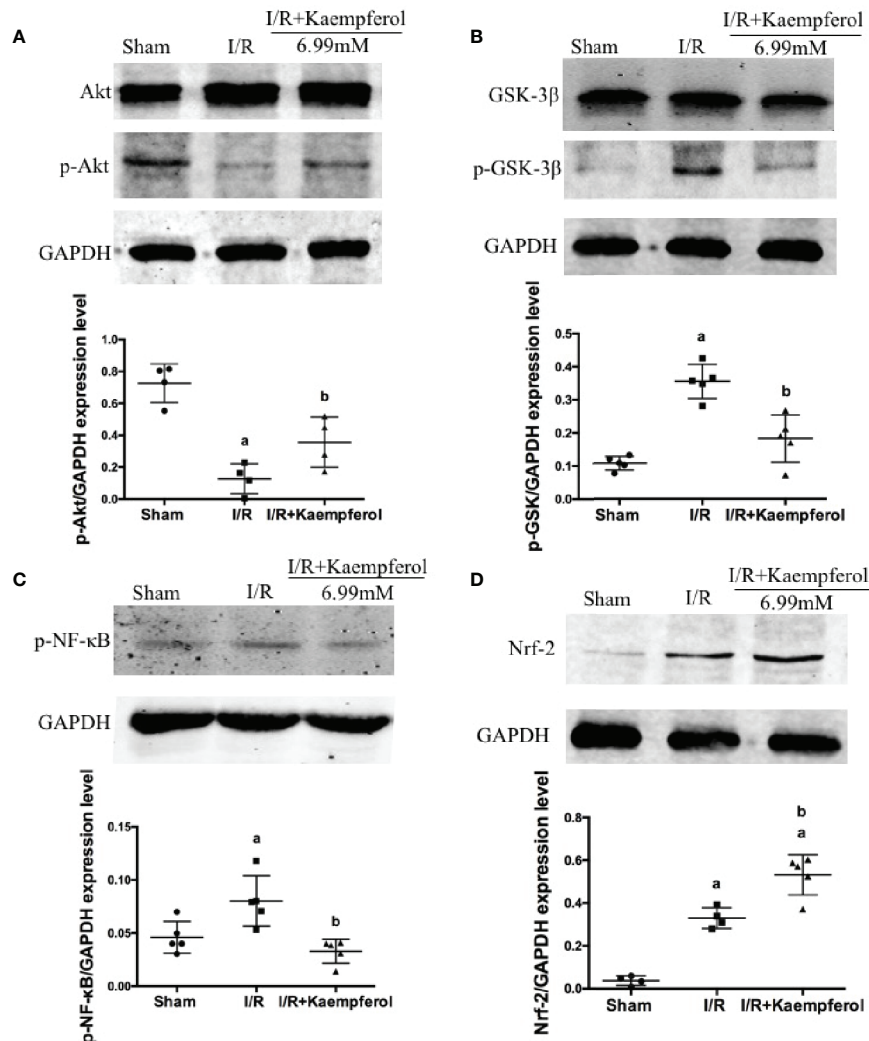 A
Sham
I/R
I/R+Kaempferol
6.99mM
Akt
p-Akt
GAPDH
p-Akt/GAPDH expression level
1.0
0.8
0.6
0.4
0.2
0.0
a
b
Sham
I/R
I/R+Kaempferol
B
Sham
I/R
I/R+Kaempferol
6.99mM
GSK-3β
p-GSK-3β
GAPDH
p-GSK/GAPDH expression level
0.5
0.4
0.3
0.2
0.1
0.0
a
b
Sham
I/R
I/R+Kaempferol
C
Sham
I/R
I/R+Kaempferol
6.99mM
p-NF-κB
GAPDH
p-NF-κB/GAPDH expression level
0.15
0.10
0.05
0.00
a
b
Sham
I/R
I/R+Kaempferol
D
Sham
I/R
I/R+Kaempferol
6.99mM
Nrf-2
GAPDH
Nrf-2/GAPDH expression level
0.8
0.6
0.4
0.2
0.0
a
b
a
Sham
I/R
I/R+Kaempferol